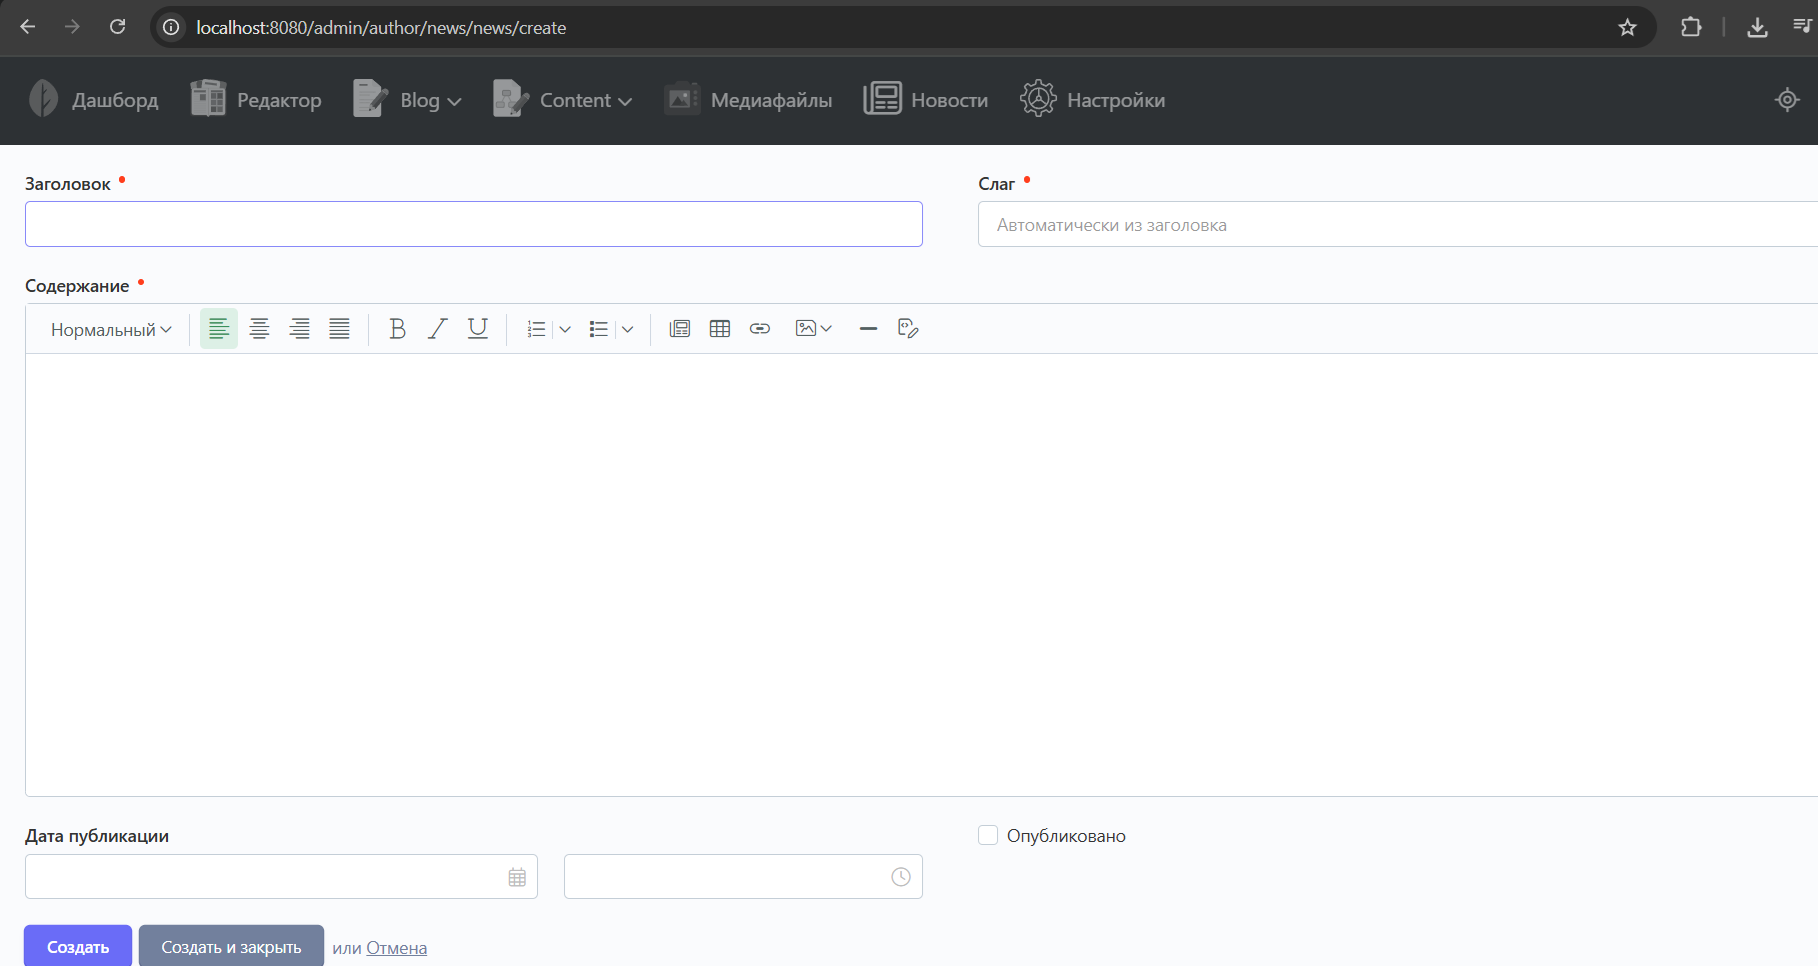 localhost:8080/admin/author/news/news/create
Дашборд Редактор Blog Content Медиафайлы Новости Настройки
Заголовок Слаг
Автоматически из заголовка
Содержание
Нормальный B I U
Дата публикации Опубликовано
Создать Создать и закрыть или Отмена